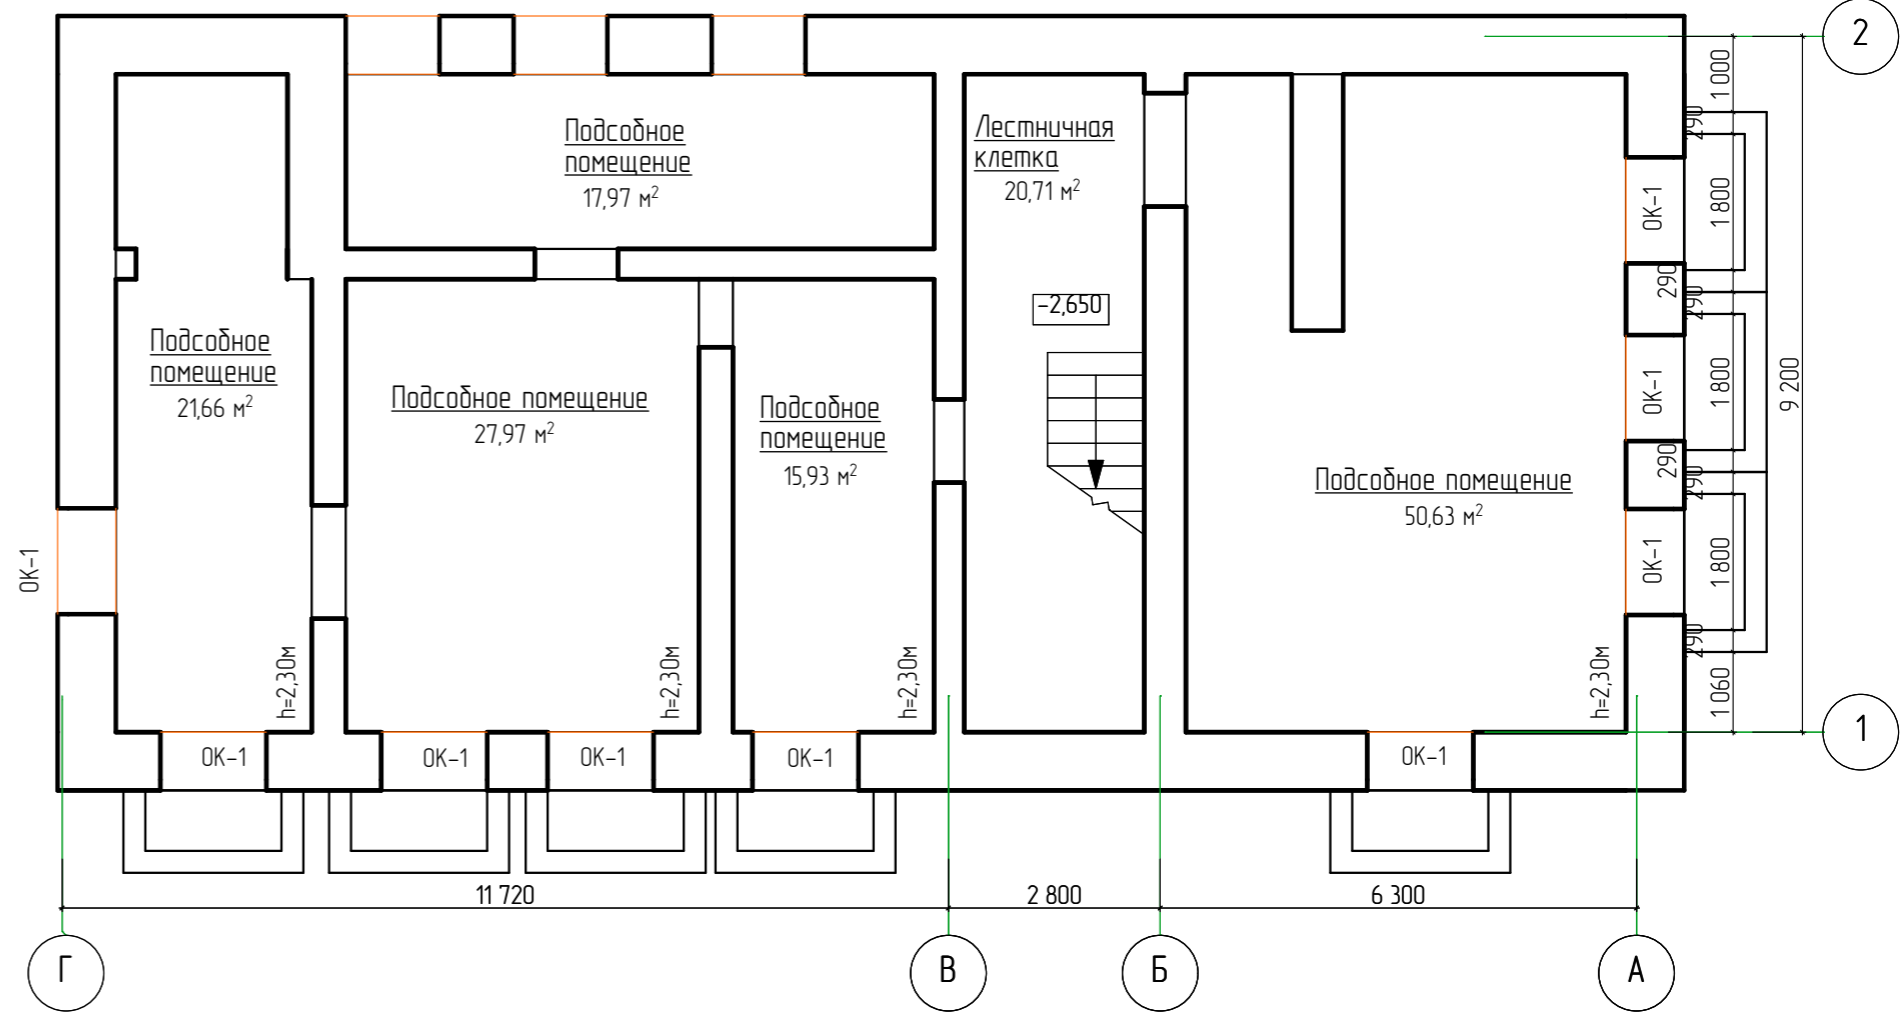 2
1 000
290
Подсобное
помещение
17,97 м²
Лестничная
клетка
20,71 м²
ОК-1
1 800
290
290
-2,650
Подсобное
помещение
21,66 м²
Подсобное помещение
27,97 м²
Подсобное
помещение
15,93 м²
ОК-1
1 800
9 200
290
290
Подсобное помещение
50,63 м²
ОК-1
ОК-1
1 800
290
h=2,30м
h=2,30м
h=2,30м
h=2,30м
1 060
1
ОК-1
ОК-1
ОК-1
ОК-1
ОК-1
11 720
2 800
6 300
Г
В
Б
А